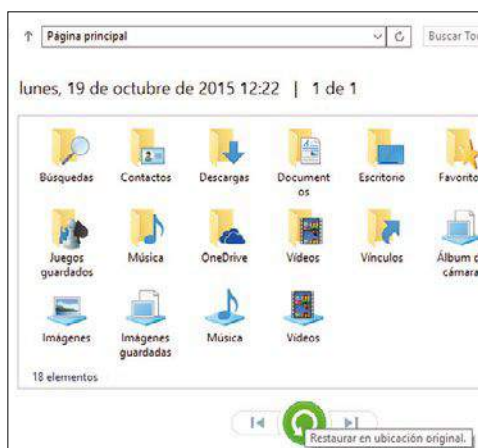 Página principal
Buscar To
lunes, 19 de octubre de 2015 12:22 | 1 de 1
Búsquedas Contactos Descargas Document
os Escritorio Favorito
Juegos
guardados Música OneDrive Vídeos Vínculos Álbum d
cámara
Imágenes Imágenes
guardadas Música Vídeos
18 elementos
Restaurar en ubicación original.